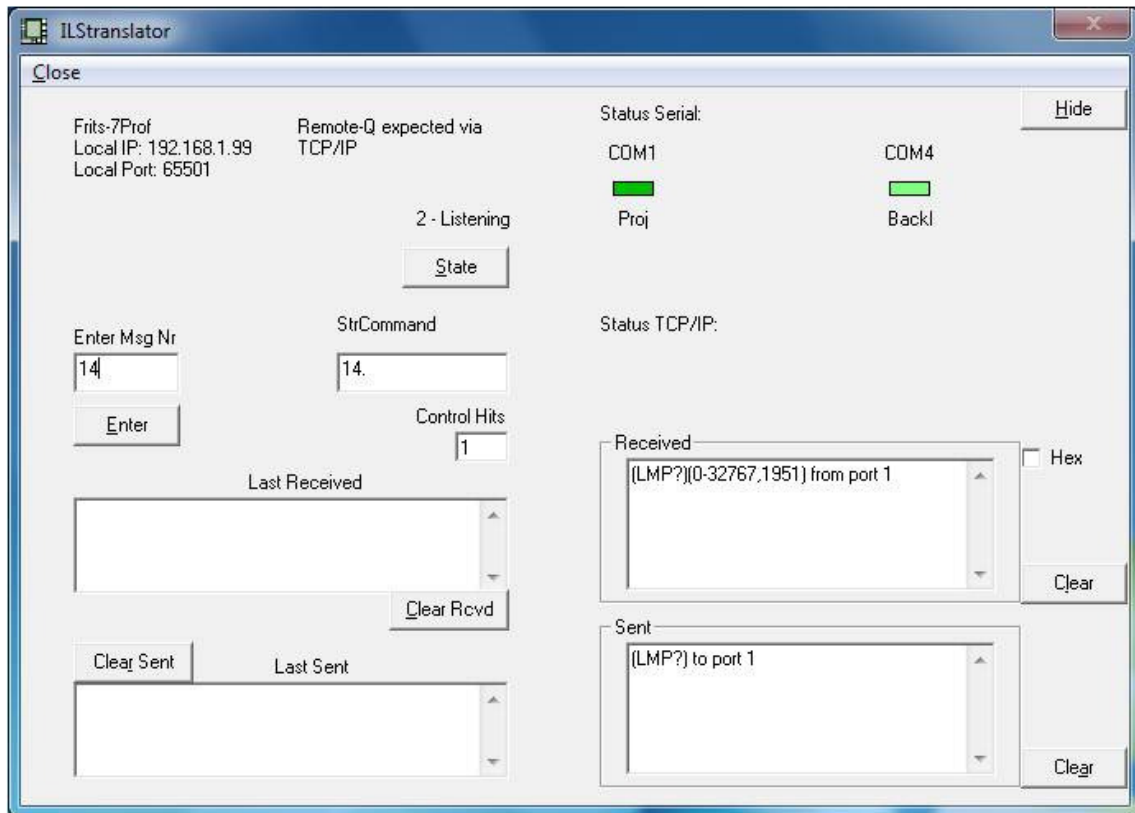 ILStranslator
Close
Frits-7Prof
Local IP: 192.168.1.99
Local Port: 65501
Remote-Q expected via
TCP/IP
2 - Listening
State
Status Serial:
Hide
COM1
COM4
Proj
Backl
Enter Msg Nr
14
Enter
StrCommand
14.
Control Hits
1
Status TCP/IP:
Last Received
Clear Rcvd
Clear Sent
Last Sent
Received
(LMP?)(0-32767,1951) from port 1
Hex
Clear
Sent
(LMP?) to port 1
Clear